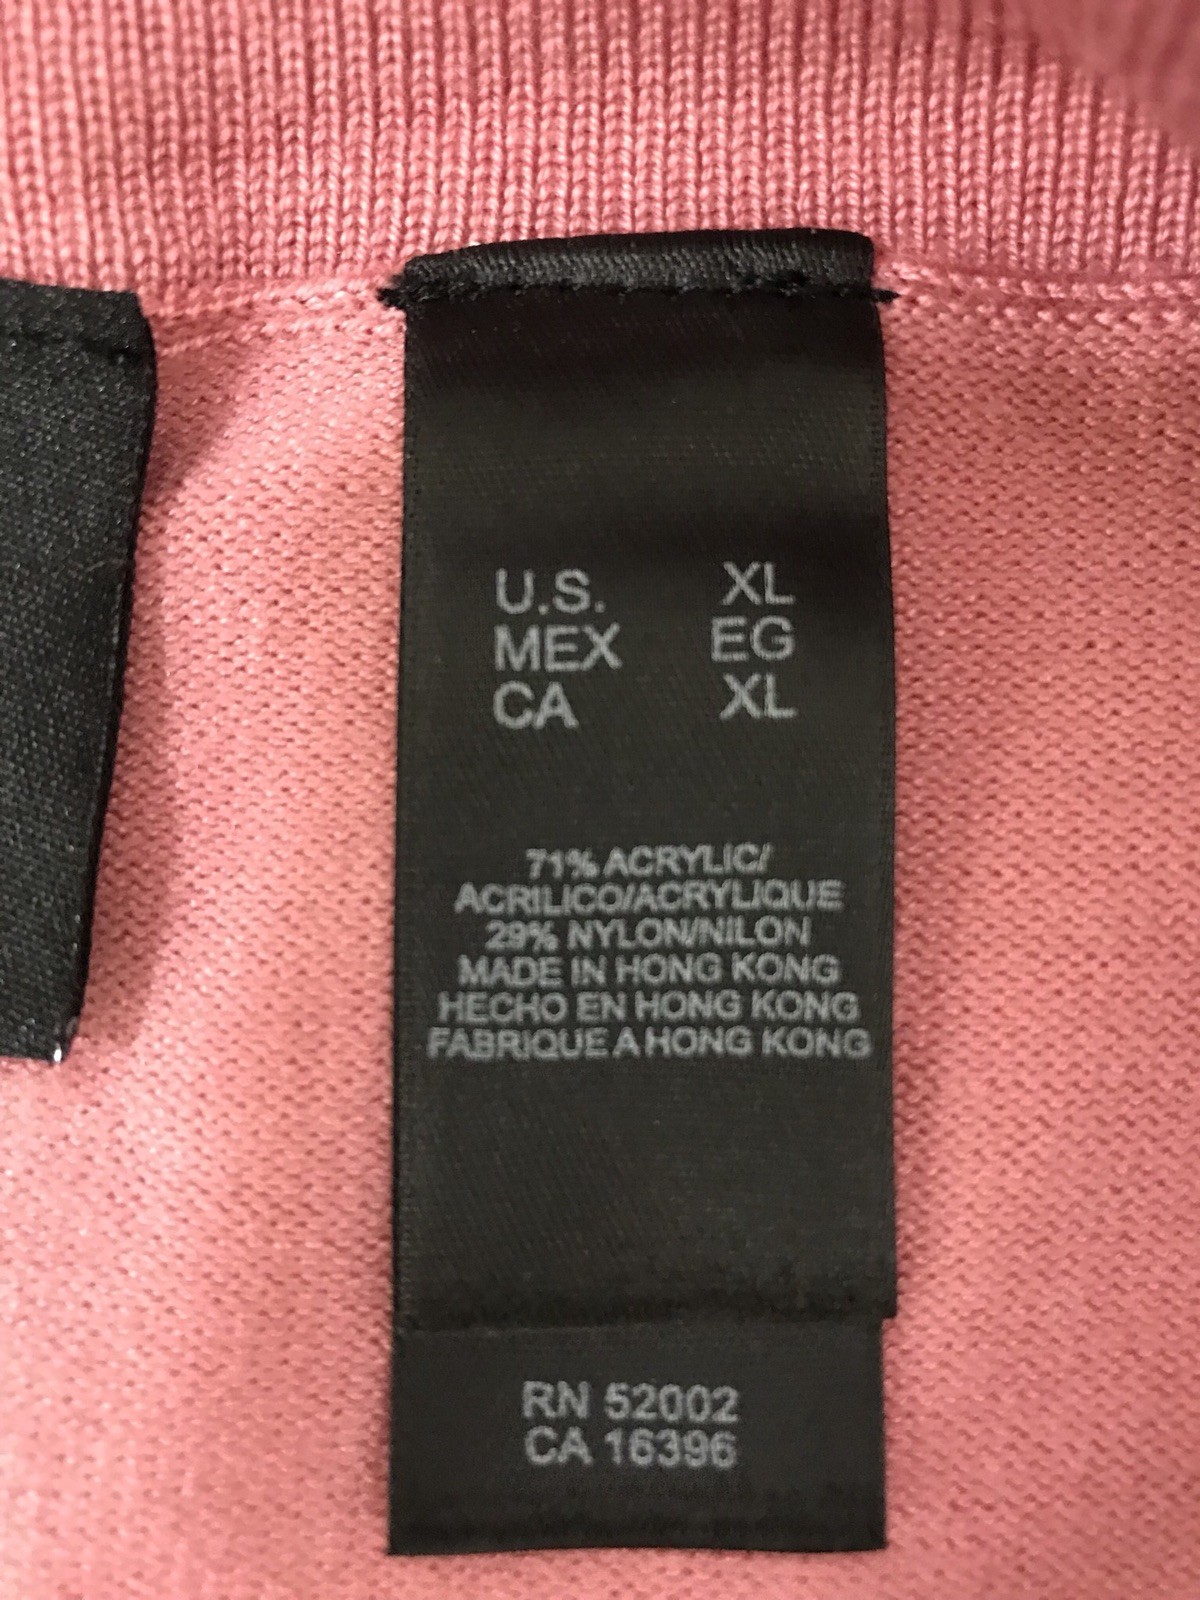 U.S. XL
MEX EG
CA XL
71% ACRYLIC/
ACRILICO/ACRYLIQUE
29% NYLON/NILON
MADE IN HONG KONG
HECHO EN HONG KONG
FABRIQUE A HONG KONG
RN 52002
CA 16396